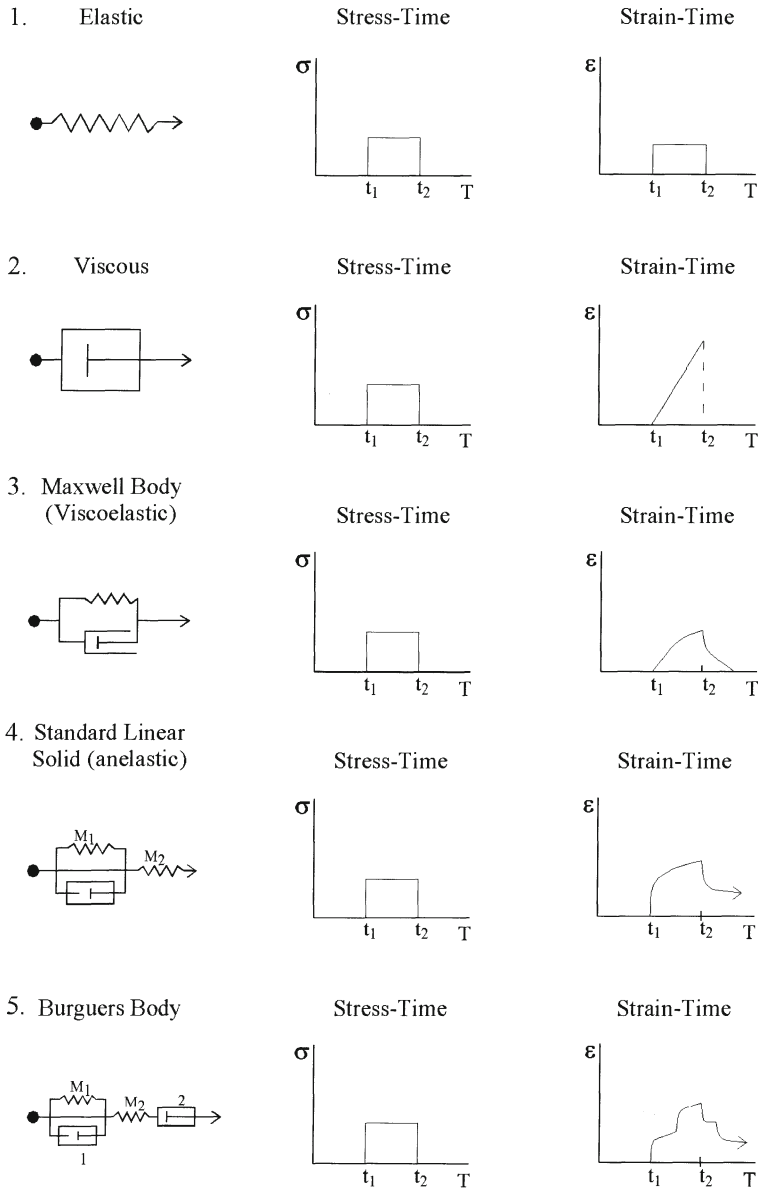 1. Elastic Stress-Time Strain-Time
σ ε
t1 t2 T t1 t2 T
2. Viscous Stress-Time Strain-Time
σ ε
t1 t2 T t1 t2 T
3. Maxwell Body
(Viscoelastic) Stress-Time Strain-Time
σ ε
t1 t2 T t1 t2 T
4. Standard Linear
Solid (anelastic) Stress-Time Strain-Time
σ ε
M1
M2
t1 t2 T t1 t2 T
5. Burguers Body Stress-Time Strain-Time
σ ε
M1
M2 2
1
t1 t2 T t1 t2 T